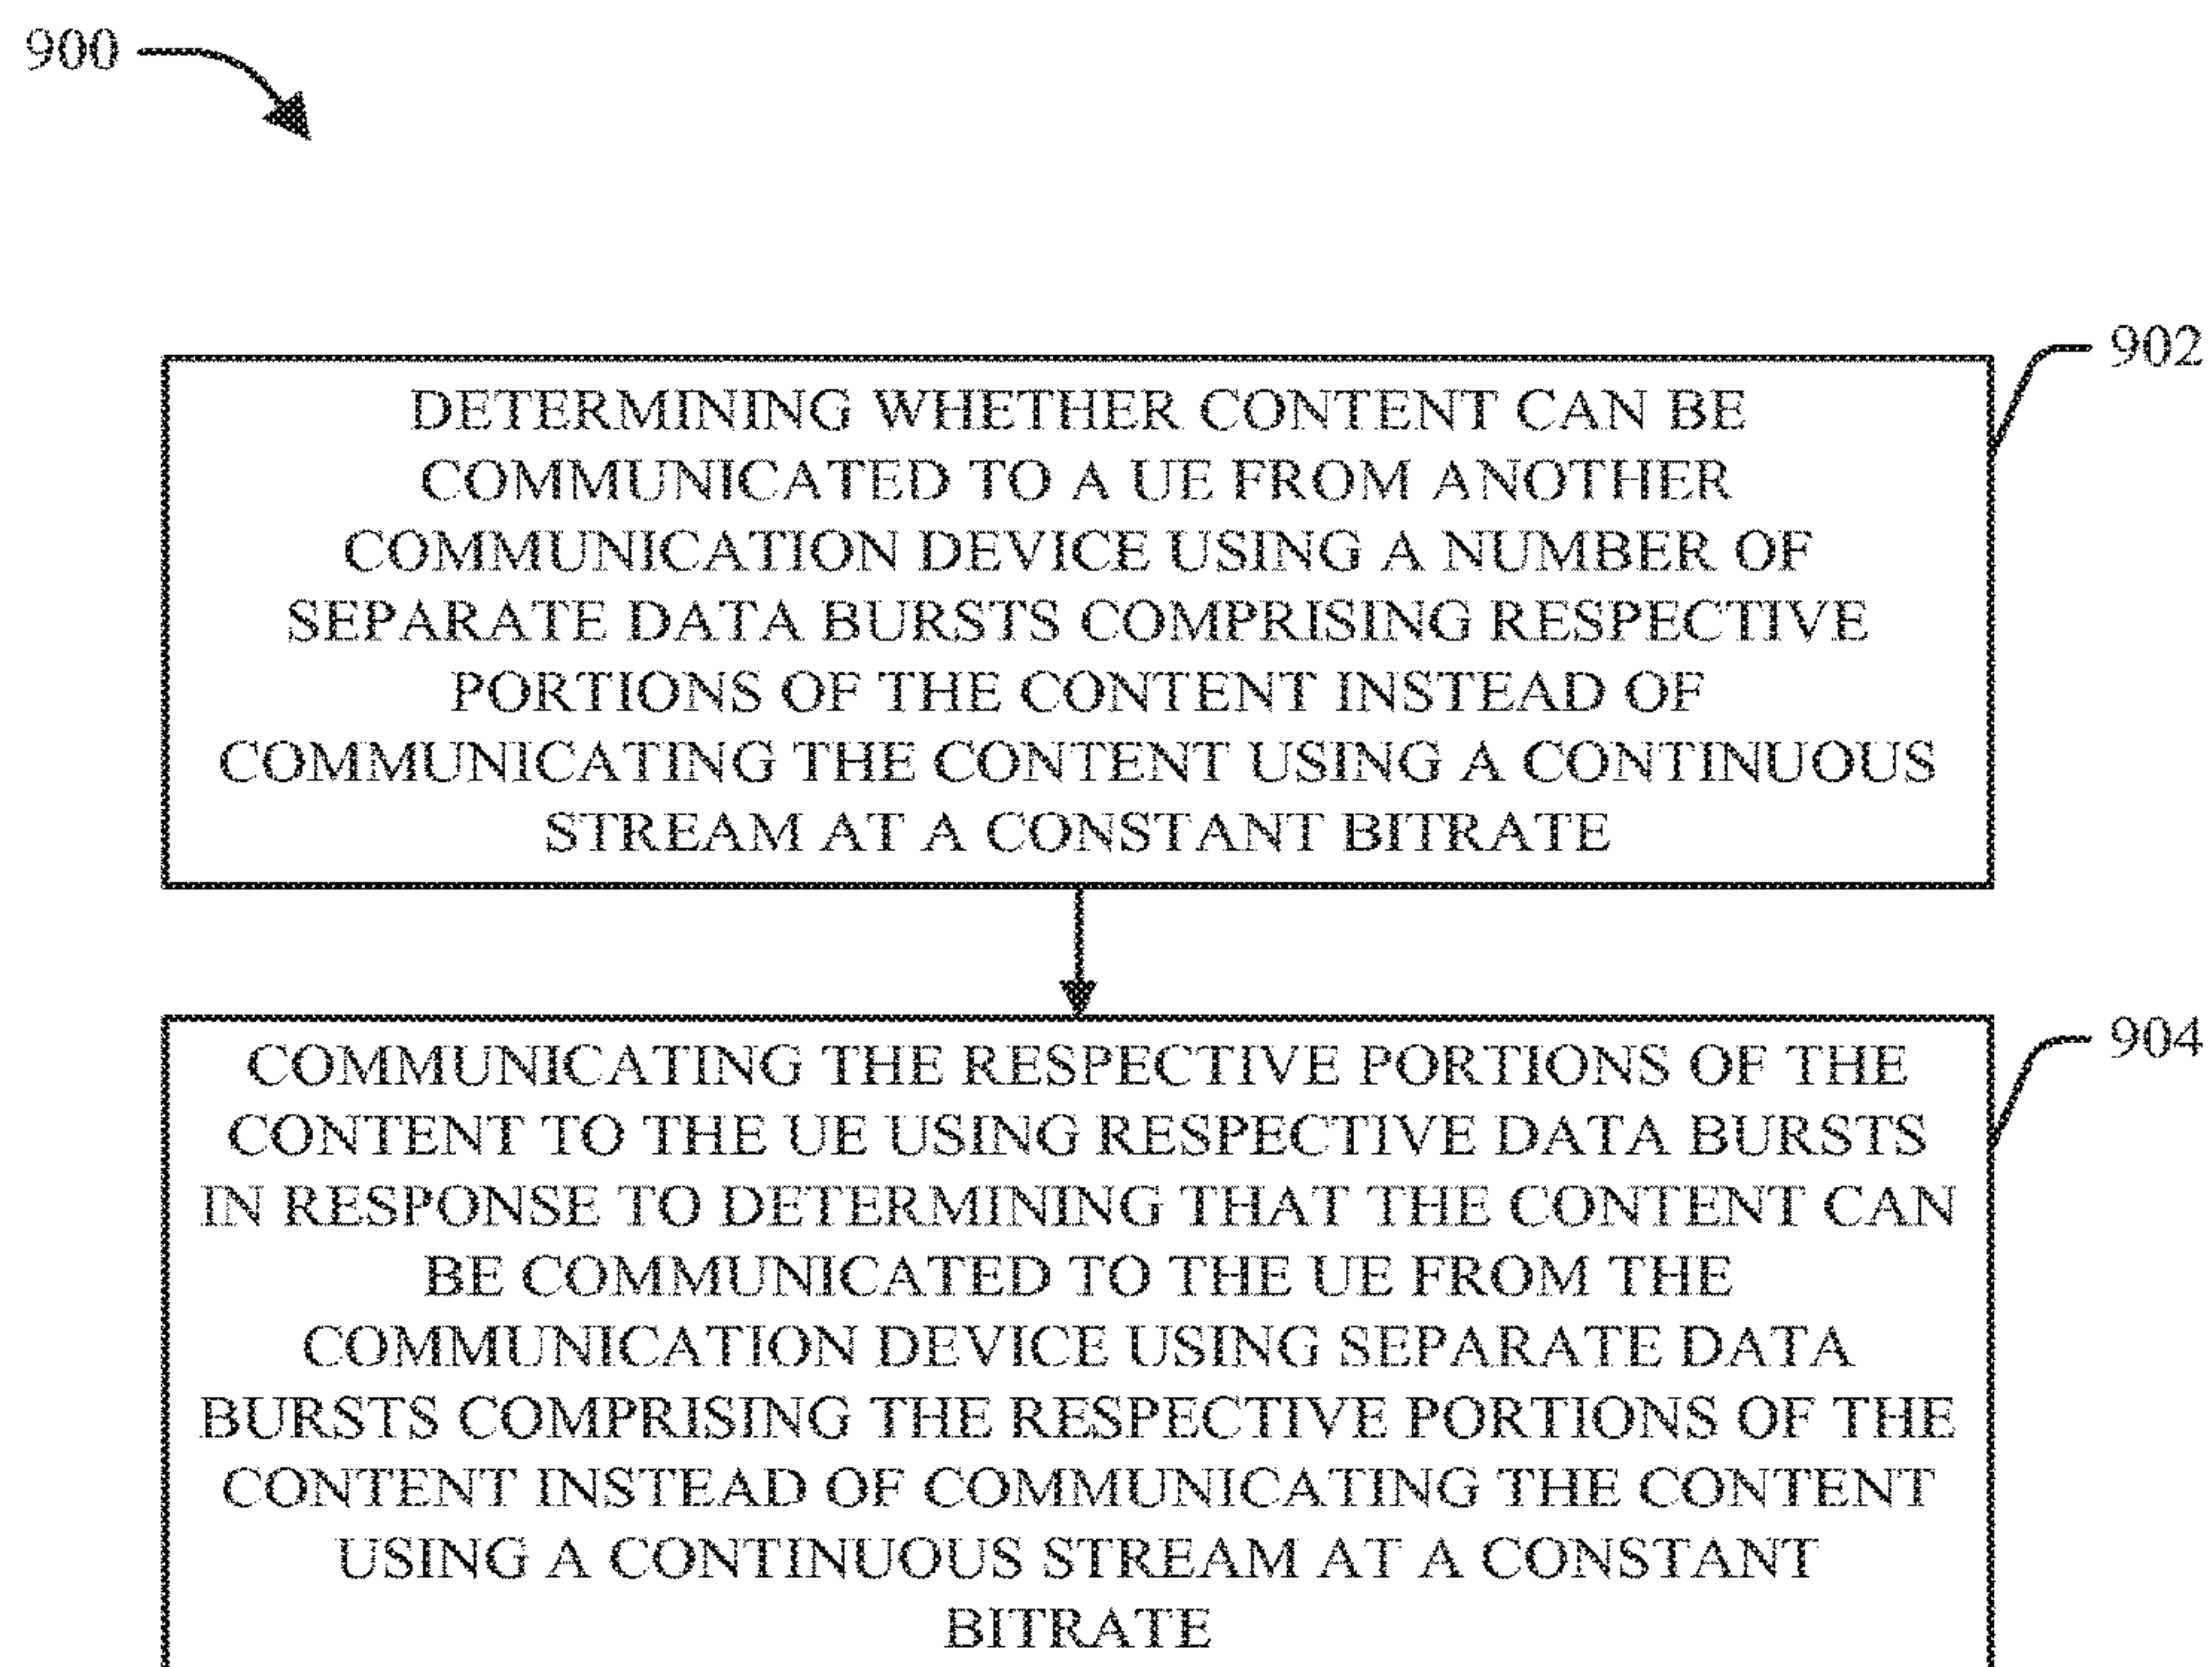 900
902
DETERMINING WHETHER CONTENT CAN BE
COMMUNICATED TO A UE FROM ANOTHER
COMMUNICATION DEVICE USING A NUMBER OF
SEPARATE DATA BURSTS COMPRISING RESPECTIVE
PORTIONS OF THE CONTENT INSTEAD OF
COMMUNICATING THE CONTENT USING A CONTINUOUS
STREAM AT A CONSTANT BITRATE
904
COMMUNICATING THE RESPECTIVE PORTIONS OF THE
CONTENT TO THE UE USING RESPECTIVE DATA BURSTS
IN RESPONSE TO DETERMINING THAT THE CONTENT CAN
BE COMMUNICATED TO THE UE FROM THE
COMMUNICATION DEVICE USING SEPARATE DATA
BURSTS COMPRISING THE RESPECTIVE PORTIONS OF THE
CONTENT INSTEAD OF COMMUNICATING THE CONTENT
USING A CONTINUOUS STREAM AT A CONSTANT
BITRATE